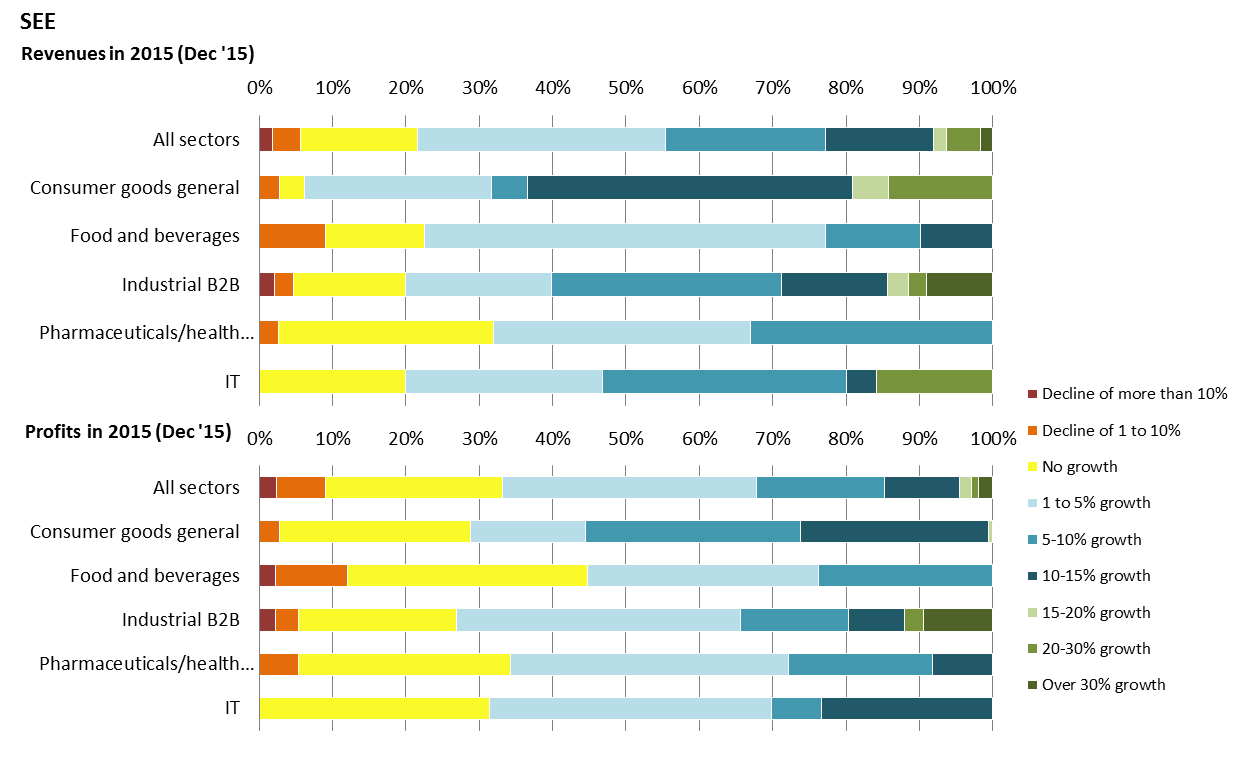 SEE
Revenues in 2015 (Dec '15)
0% 10% 20% 30% 40% 50% 60% 70% 80% 90% 100%
All sectors
Consumer goods general
Food and beverages
Industrial B2B
Pharmaceuticals/health...
IT
Profits in 2015 (Dec '15)
0% 10% 20% 30% 40% 50% 60% 70% 80% 90% 100%
All sectors
Consumer goods general
Food and beverages
Industrial B2B
Pharmaceuticals/health...
IT
Decline of more than 10%
Decline of 1 to 10%
No growth
1 to 5% growth
5-10% growth
10-15% growth
15-20% growth
20-30% growth
Over 30% growth